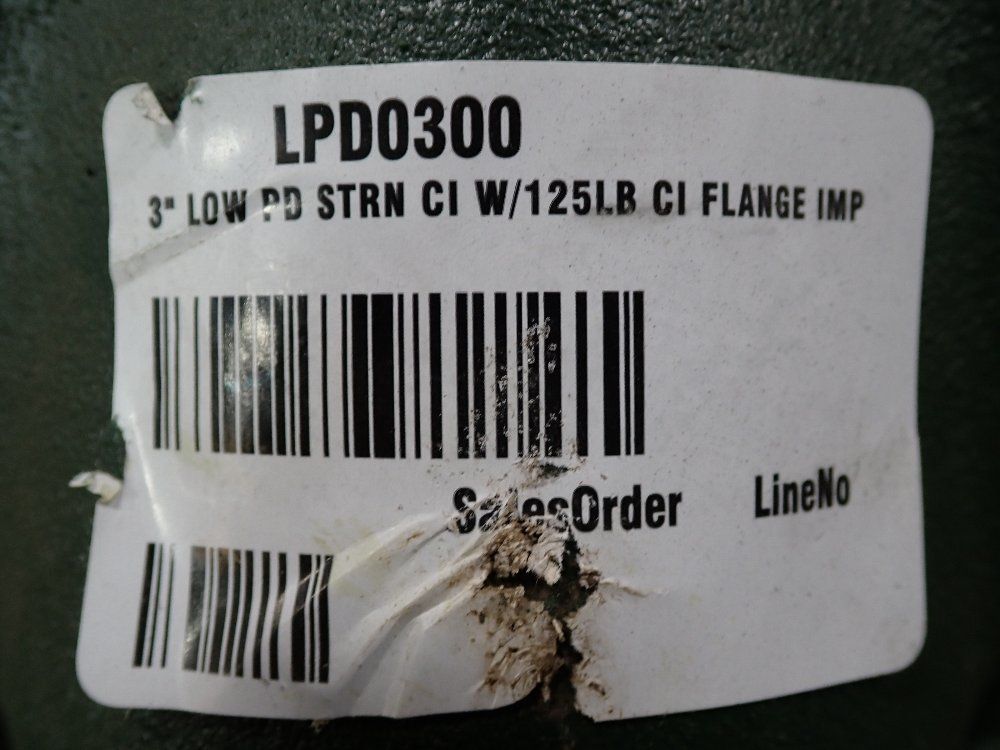 LPD0300
3" LOW PD STRN CI W/125LB CI FLANGE IMP
SalesOrder LineNo